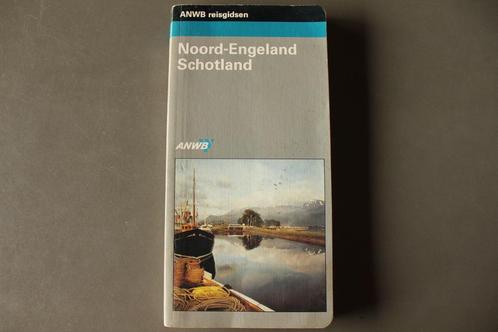 ANWB reisgidsen
Noord-Engeland
Schotland
ANWB